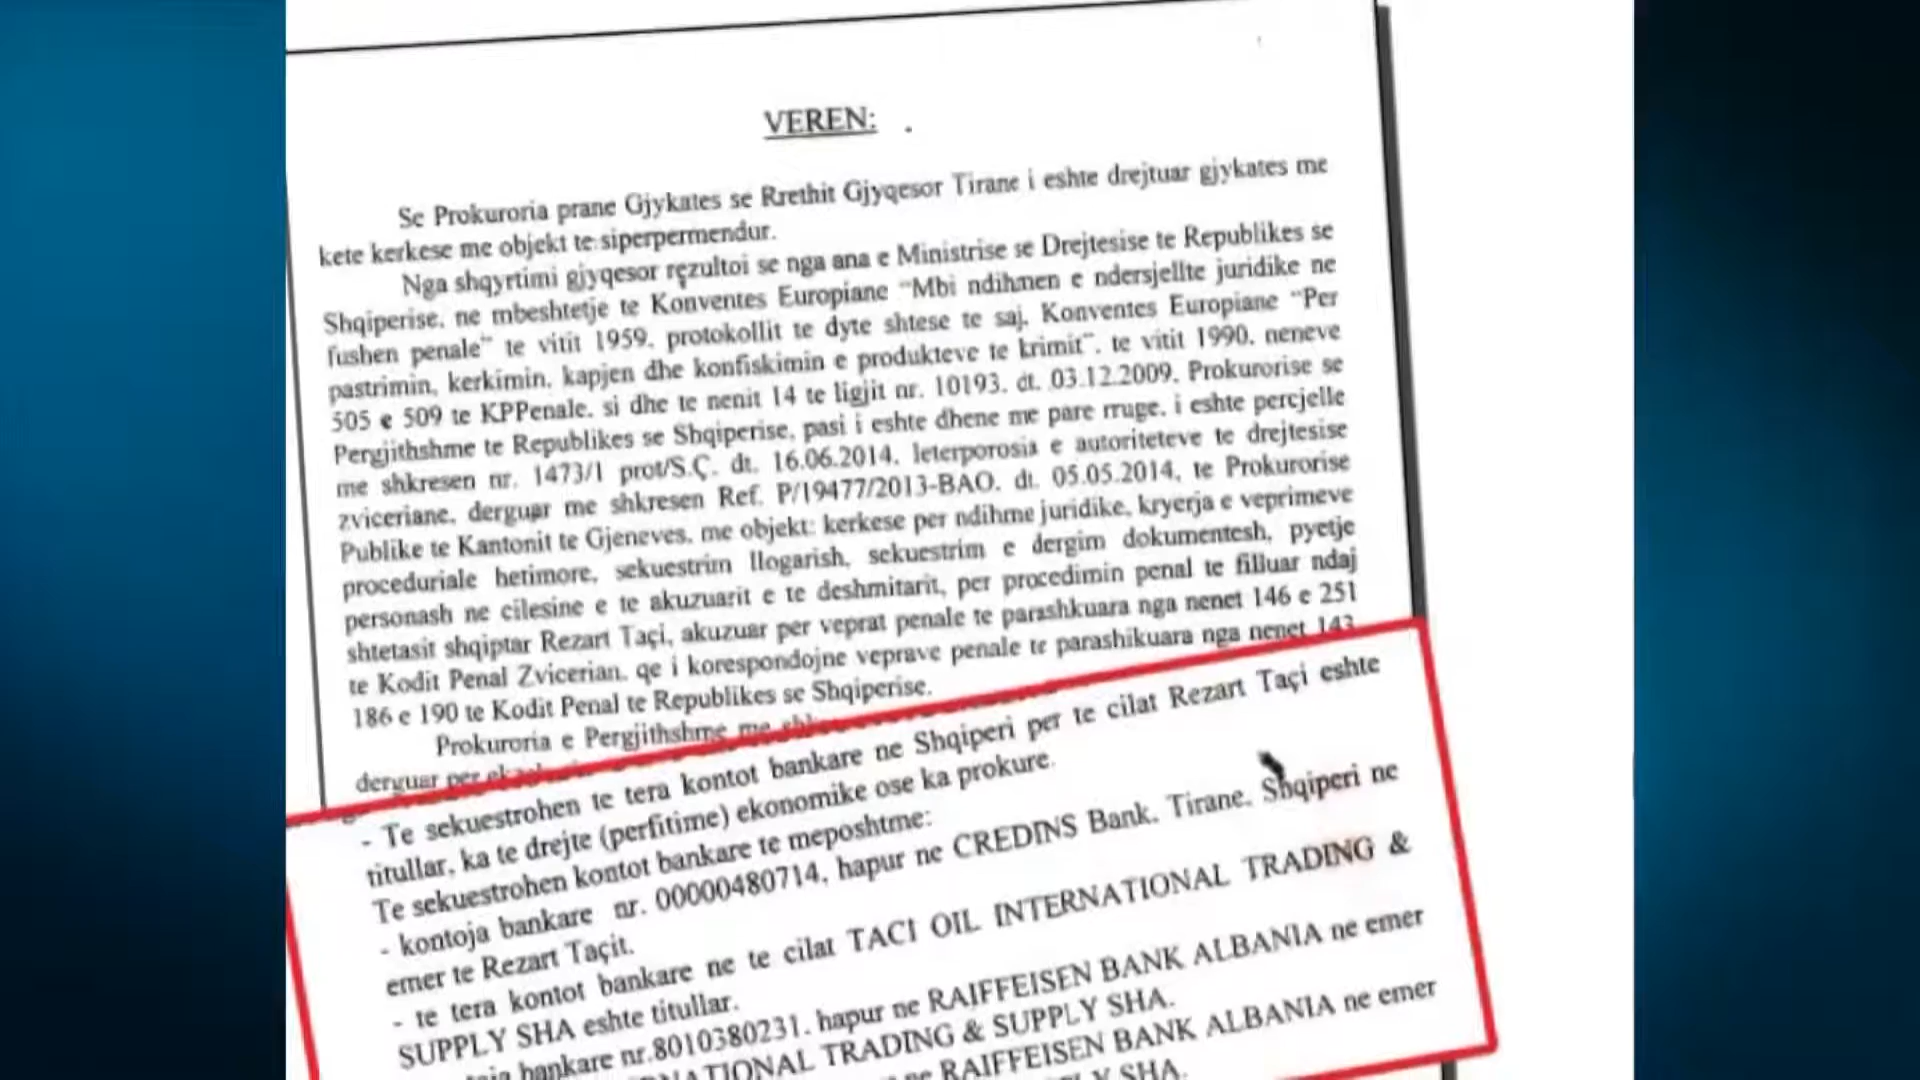 VEREN: .
Se Prokuroria prane Gjykates se Rrethit Gjyqesor Tirane i eshte drejtuar gjykates me
kete kerkese me objekt te siperpermendur.
Nga shqyrtimi gjyqesor rezultoi se nga ana e Ministrise se Drejtesise te Republikes se
Shqiperise, ne mbeshtetje te Konventes Europiane "Mbi ndihmen e ndersjellte juridike ne
fushen penale" te vitit 1959, protokollit te dyte shtese te saj, Konventes Europiane "Per
pastrimin, kerkimin, kapjen dhe konfiskimin e produkteve te krimit", te vitit 1990, neneve
505 e 509 te KPPenale, si dhe te nenit 14 te ligjit nr. 10193, dt. 03.12.2009, Prokurorise se
Pergjithshme te Republikes se Shqiperise, pasi i eshte dhene me pare rruge, i eshte percjelle
me shkresen nr. 1473/1 prot/S.Ç, dt. 16.06.2014, leterporosia e autoriteteve te drejtesise
zviceriane, derguar me shkresen Ref. P/19477/2013-BAO, dt. 05.05.2014, te Prokurorise
Publike te Kantonit te Gjeneves, me objekt: kerkese per ndihme juridike, kryerja e veprimeve
proceduriale hetimore, sekuestrim llogarish, sekuestrim e dergim dokumentesh, pyetje
personash ne cilesine e te akuzuarit e te deshmitarit, per procedimin penal te filluar ndaj
shtetasit shqiptar Rezart Taçi, akuzuar per veprat penale te parashkuara nga nenet 146 e 251
te Kodit Penal Zvicerian, qe i korespondojne veprave penale te parashikuara nga nenet 143,
186 e 190 te Kodit Penal te Republikes se Shqiperise.
Prokuroria e Pergjithshme me
derguar per
- Te sekuestrohen te tera kontot bankare ne Shqiperi per te cilat Rezart Taçi eshte
titullar, ka te drejte (perfitime) ekonomike ose ka prokure.
Te sekuestrohen kontot bankare te meposhtme:
- kontoja bankare nr. 00000480714, hapur ne CREDINS Bank, Tirane, Shqiperi ne
emer te Rezart Taçit.
- te tera kontot bankare ne te cilat TACI OIL INTERNATIONAL TRADING &
SUPPLY SHA eshte titullar.
bankare nr.8010380231, hapur ne RAIFFEISEN BANK ALBANIA ne emer
TRADING & SUPPLY SHA.
ne RAIFFEISEN BANK ALBANIA ne emer
SHA.